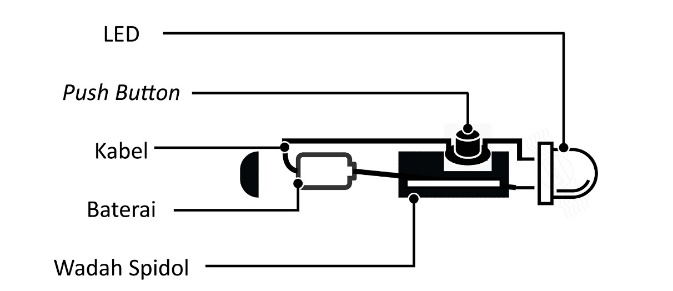 LED
Push Button
Kabel
Baterai
Wadah Spidol